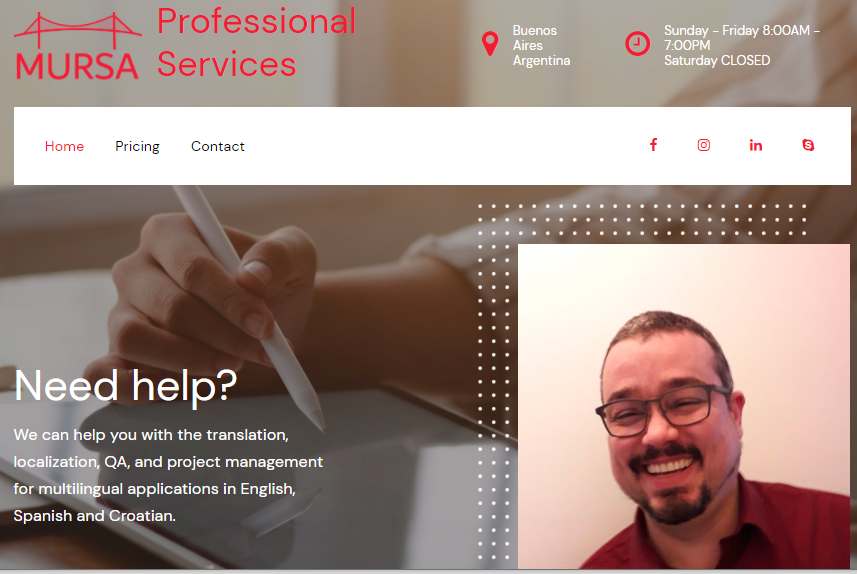 MURSA
Professional
Services
Buenos
Aires
Argentina
Sunday - Friday 8:00AM -
7:00PM
Saturday CLOSED
Home
Pricing
Contact
Need help?
We can help you with the translation,
localization, QA, and project management
for multilingual applications in English,
Spanish and Croatian.